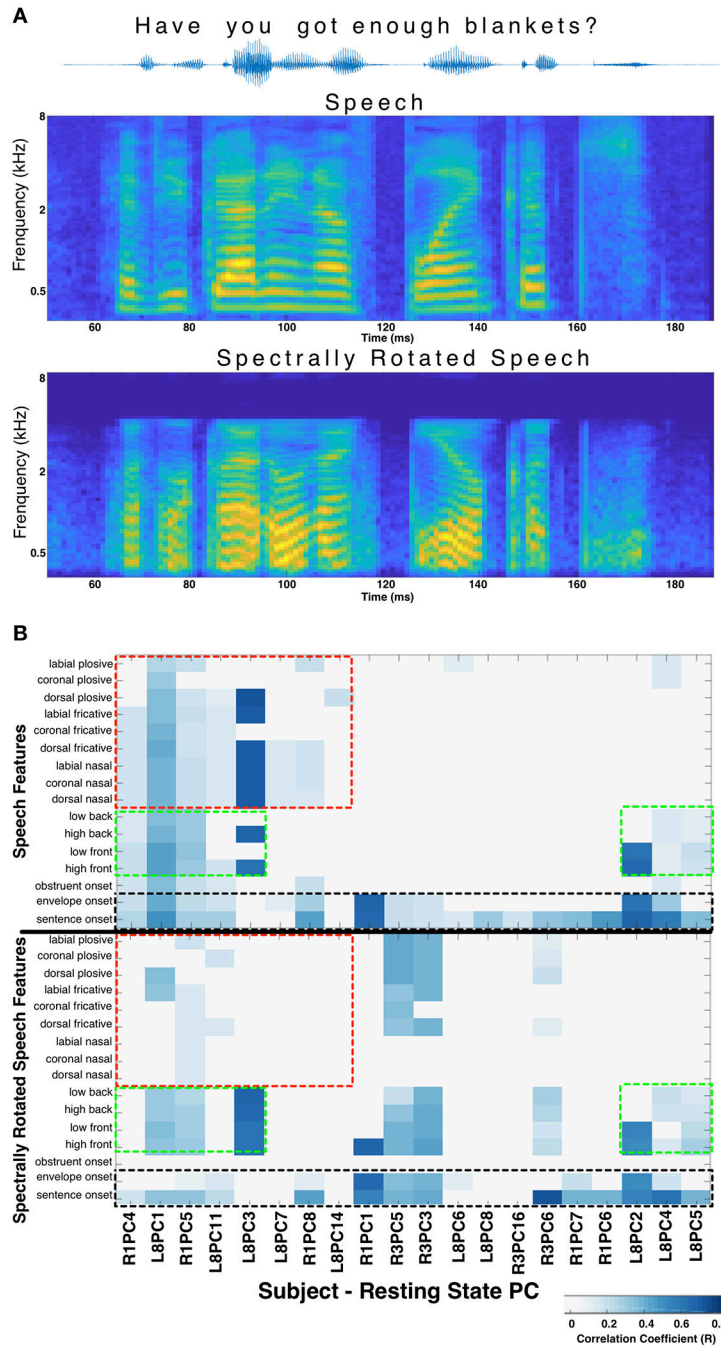 A
Have you got enough blankets?
Speech
Frenquency (kHz)
8
2
0.5
60 80 100 120 140 160 180
Time (ms)
Spectrally Rotated Speech
Frenquency (kHz)
8
2
0.5
60 80 100 120 140 160 180
Time (ms)
B
Speech Features
labial plosive
coronal plosive
dorsal plosive
labial fricative
coronal fricative
dorsal fricative
labial nasal
coronal nasal
dorsal nasal
low back
high back
low front
high front
obstruent onset
envelope onset
sentence onset
Spectrally Rotated Speech Features
labial plosive
coronal plosive
dorsal plosive
labial fricative
coronal fricative
dorsal fricative
labial nasal
coronal nasal
dorsal nasal
low back
high back
low front
high front
obstruent onset
envelope onset
sentence onset
R1PC4 L8PC1 R1PC5 L8PC11 L8PC3 L8PC7 R1PC8 L8PC14 R1PC1 R3PC5 R3PC3 L8PC6 L8PC8 R3PC16 R3PC6 R1PC7 R1PC6 L8PC2 L8PC4 L8PC5
Subject - Resting State PC
0 0.2 0.4 0.6
Correlation Coefficient (R)